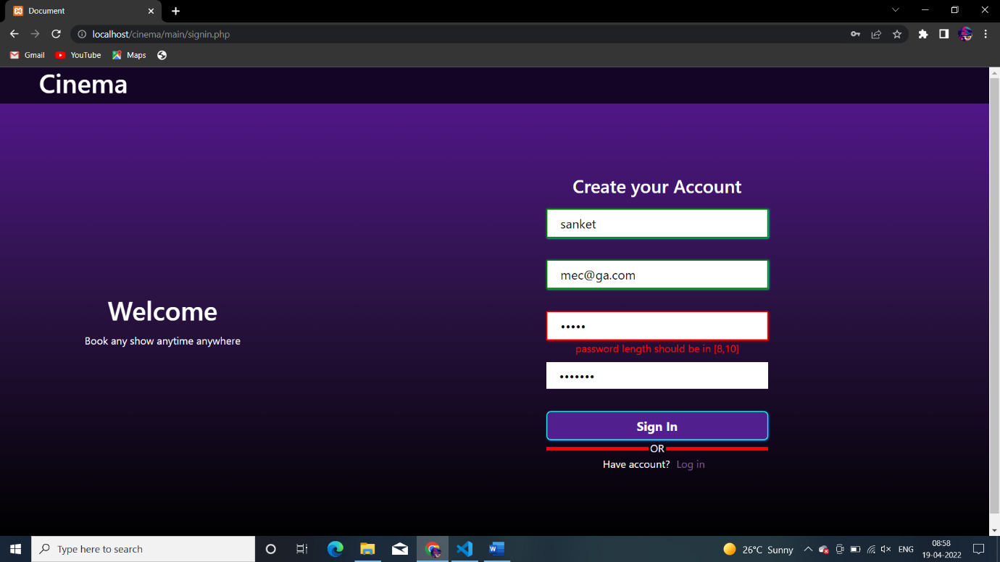 Document
localhost/cinema/main/signin.php
Gmail YouTube Maps
Cinema
Create your Account
sanket
mec@ga.com
•••••
password length should be in [8,10]
•••••••
Welcome
Book any show anytime anywhere
Sign In
OR
Have account? Log in
Type here to search
26°C Sunny
ENG
08:58
19-04-2022